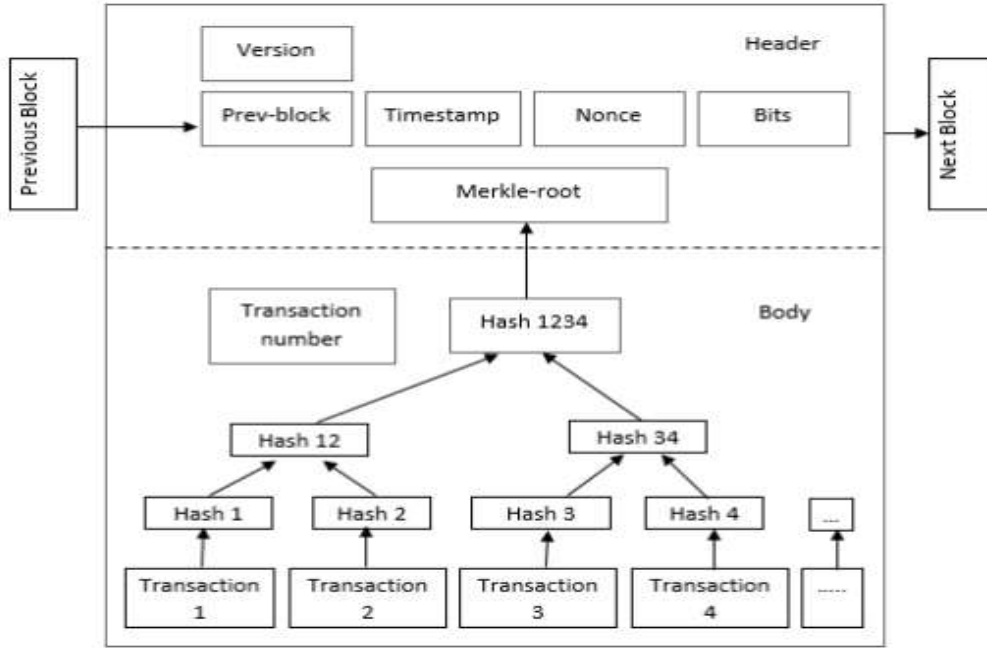 Version
Header
Previous Block
Prev-block
Timestamp
Nonce
Bits
Next Block
Merkle-root
Transaction
number
Hash 1234
Body
Hash 12
Hash 34
Hash 1
Hash 2
Hash 3
Hash 4
...
Transaction
1
Transaction
2
Transaction
3
Transaction
4
.....